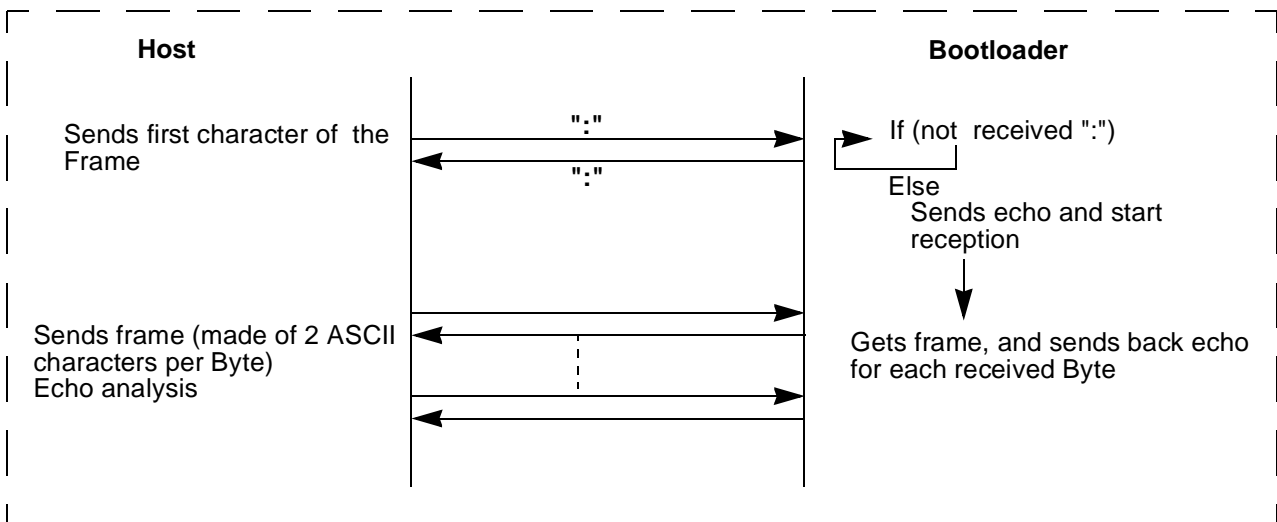 Host
Bootloader
Sends first character of the
Frame
":"
":"
If (not received ":")
Else
Sends echo and start
reception
Sends frame (made of 2 ASCII
characters per Byte)
Echo analysis
Gets frame, and sends back echo
for each received Byte